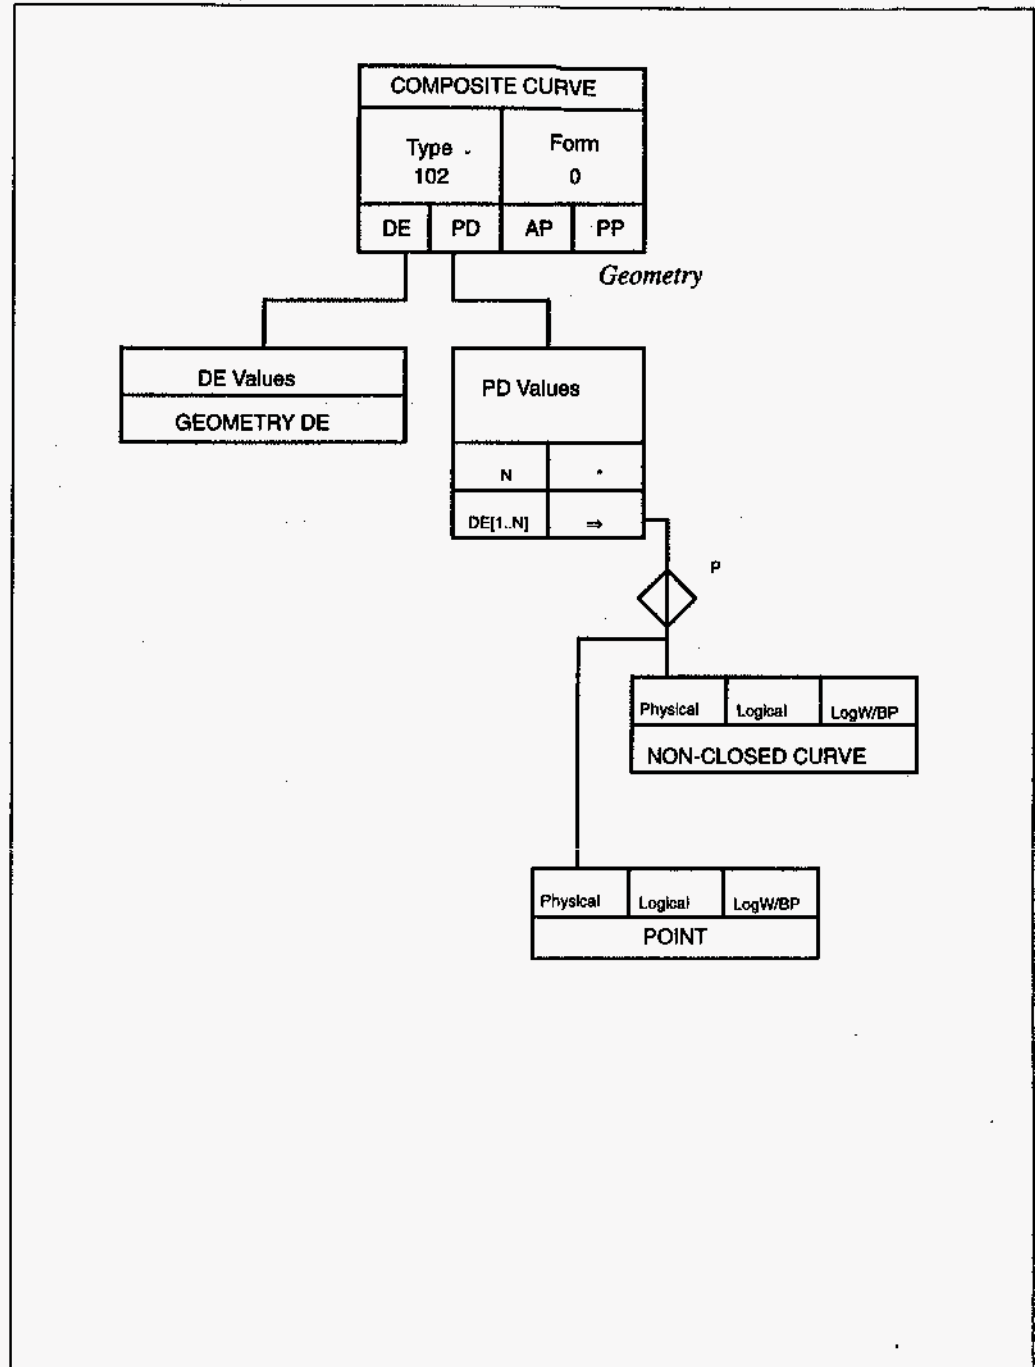 COMPOSITE CURVE
Type Form
102 0
DE PD AP PP
Geometry
DE Values
GEOMETRY DE
PD Values
N *
DE[1..N] ⇒
P
Physical Logical LogW/BP
NON-CLOSED CURVE
Physical Logical LogW/BP
POINT